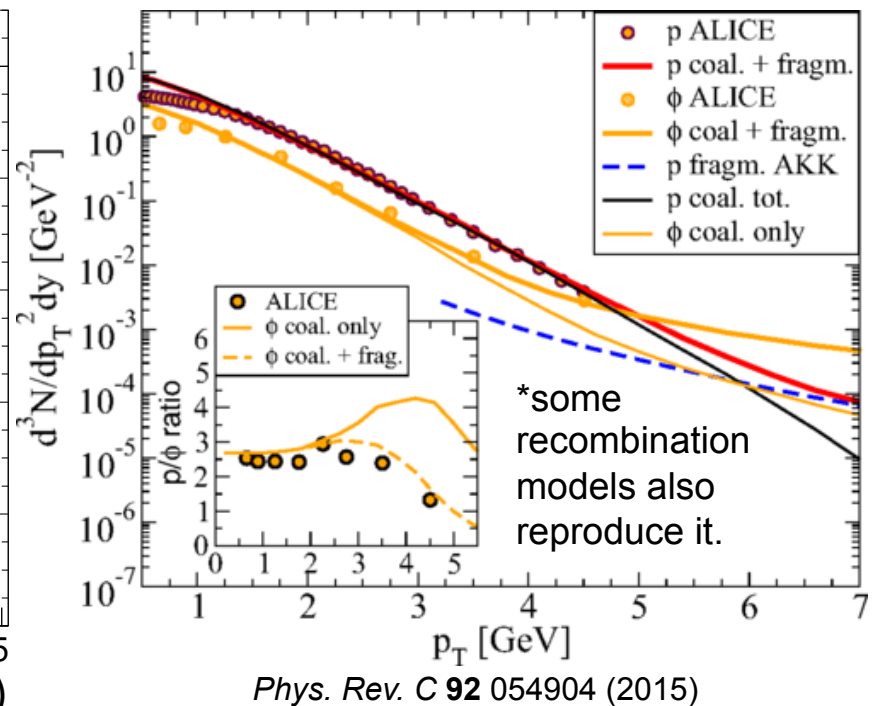 p ALICE
p coal. + fragm.
ϕ ALICE
ϕ coal + fragm.
p fragm. AKK
p coal. tot.
ϕ coal. only
d³N/dp_T² dy [GeV⁻²]
10¹
10⁰
10⁻¹
10⁻²
10⁻³
10⁻⁴
10⁻⁵
10⁻⁶
10⁻⁷
ALICE
ϕ coal. only
ϕ coal. + frag.
p/ϕ ratio
6
5
4
3
2
1
0
0 1 2 3 4 5
*some
recombination
models also
reproduce it.
1 2 3 4 5 6 7
p_T [GeV]
5
)
Phys. Rev. C 92 054904 (2015)